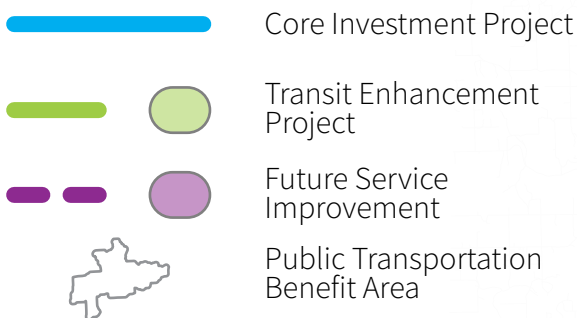 Core Investment Project
Transit Enhancement
Project
Future Service
Improvement
Public Transportation
Benefit Area